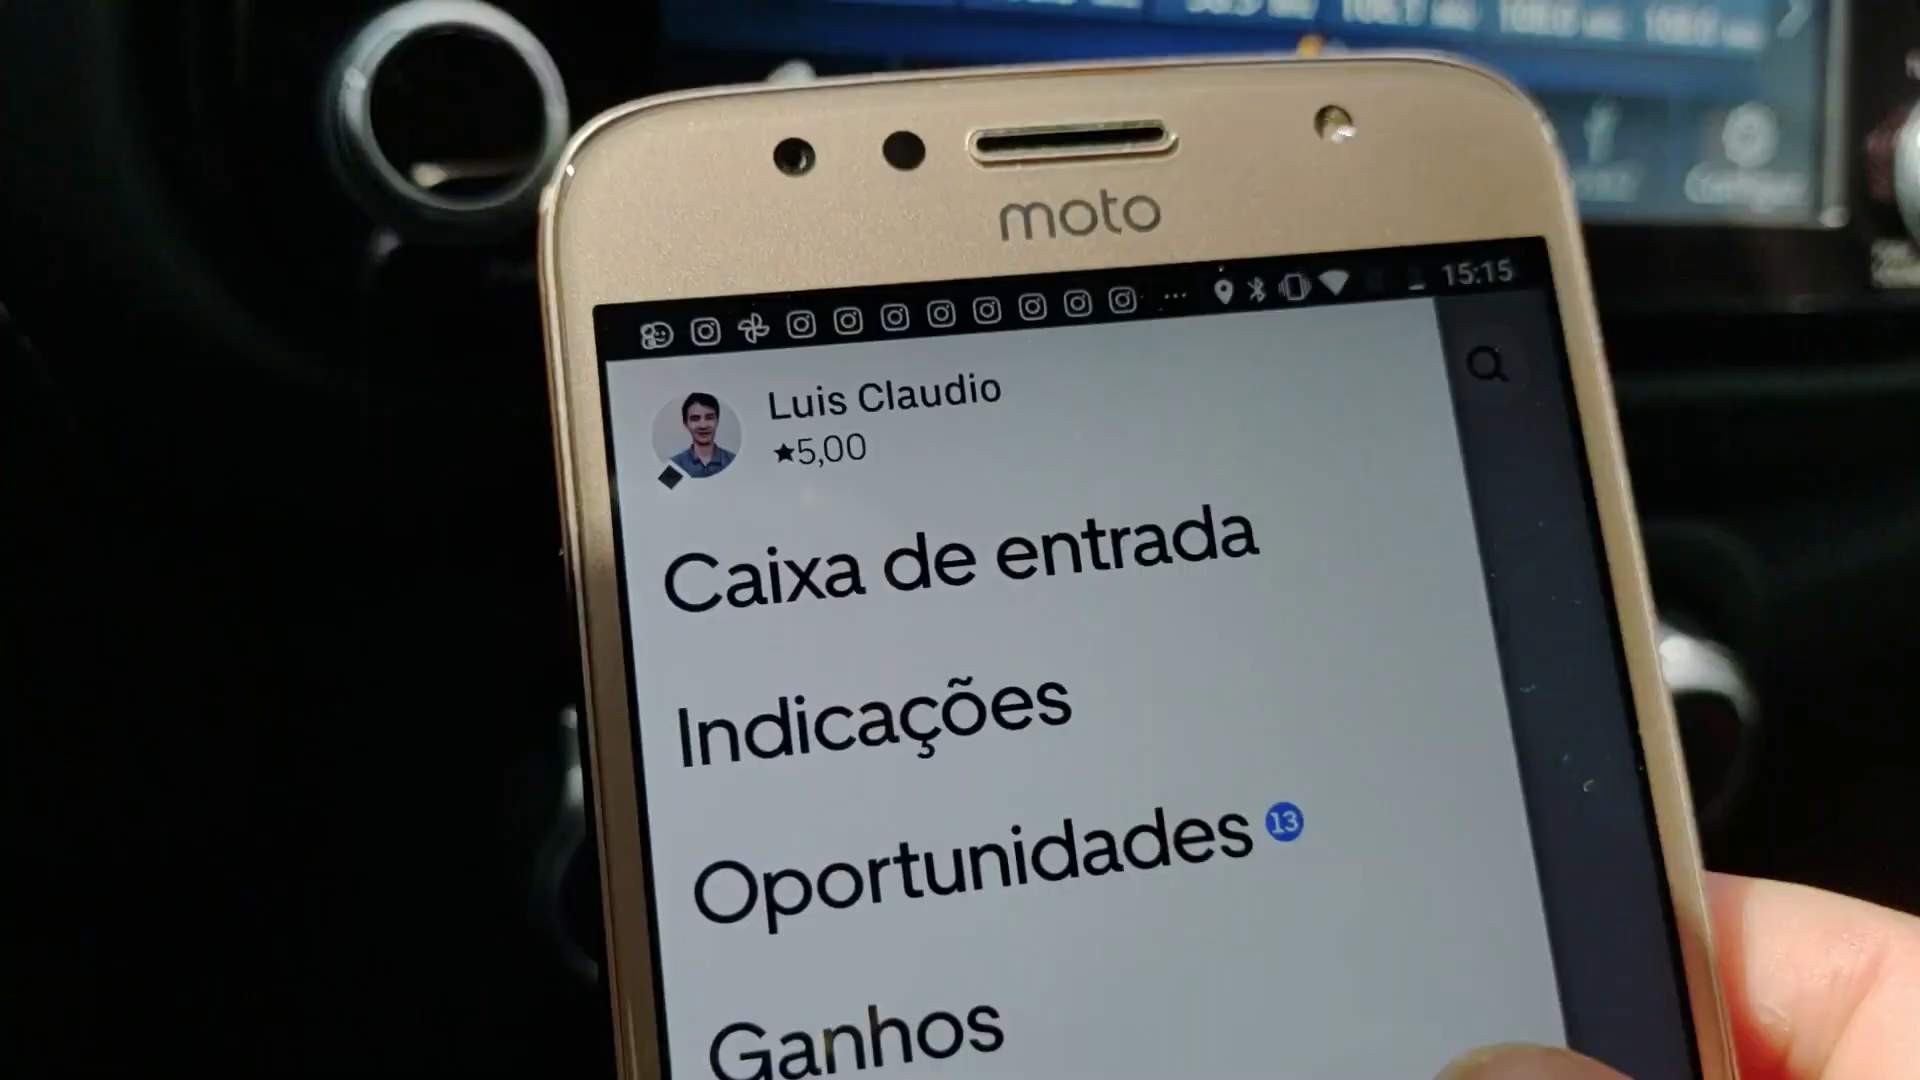 moto
15:15
Luis Claudio
★5,00
Caixa de entrada
Indicações
Oportunidades 13
Ganhos